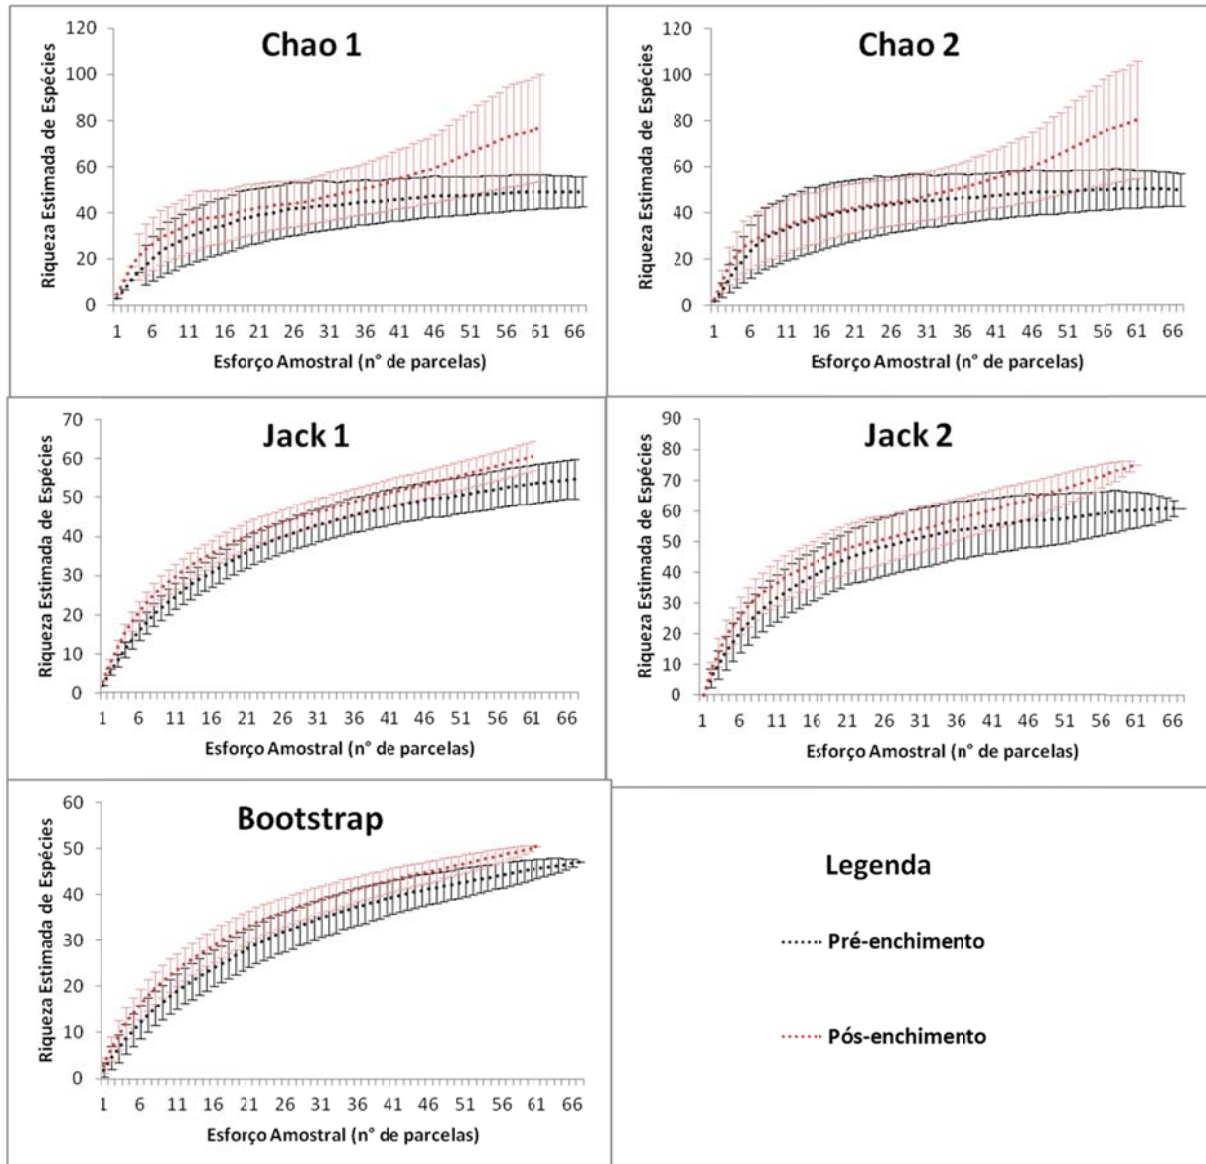 Chao 1
Riqueza Estimada de Espécies
120
100
80
60
40
20
0
1 6 11 16 21 26 31 36 41 46 51 56 61 66
Esforço Amostral (n° de parcelas)
Chao 2
Riqueza Estimada de Espécies
120
100
80
60
40
20
0
1 6 11 16 21 26 31 36 41 46 51 56 61 66
Esforço Amostral (n° de parcelas)
Jack 1
Riqueza Estimada de Espécies
70
60
50
40
30
20
10
0
1 6 11 16 21 26 31 36 41 46 51 56 61 66
Esforço Amostral (n° de parcelas)
Jack 2
Riqueza Estimada de Espécies
90
80
70
60
50
40
30
20
10
0
1 6 11 16 21 26 31 36 41 46 51 56 61 66
Esforço Amostral (n° de parcelas)
Bootstrap
Riqueza Estimada de Espécies
60
50
40
30
20
10
0
1 6 11 16 21 26 31 36 41 46 51 56 61 66
Esforço Amostral (n° de parcelas)
Legenda
Pré-enchimento
Pós-enchimento